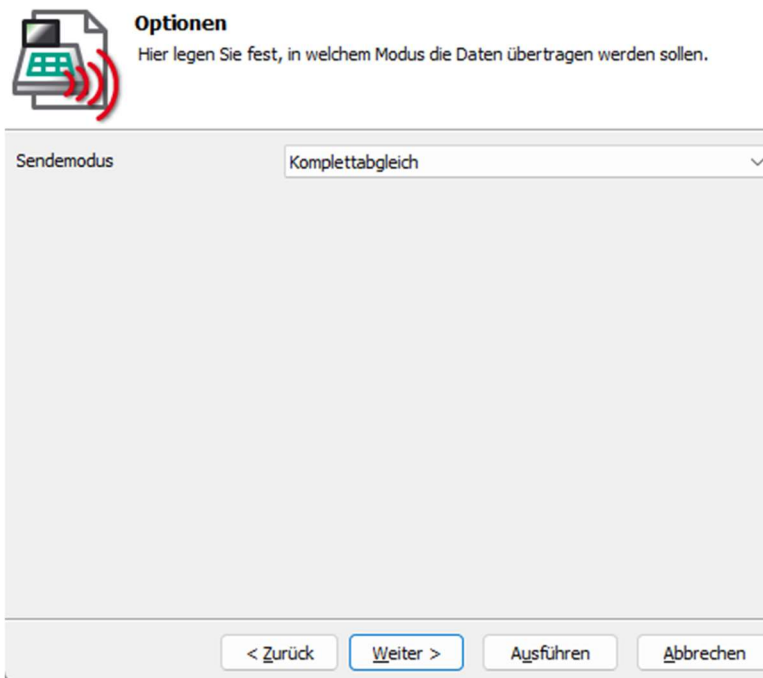 Optionen
Hier legen Sie fest, in welchem Modus die Daten übertragen werden sollen.
Sendemodus Komplettabgleich
< Zurück Weiter > Ausführen Abbrechen